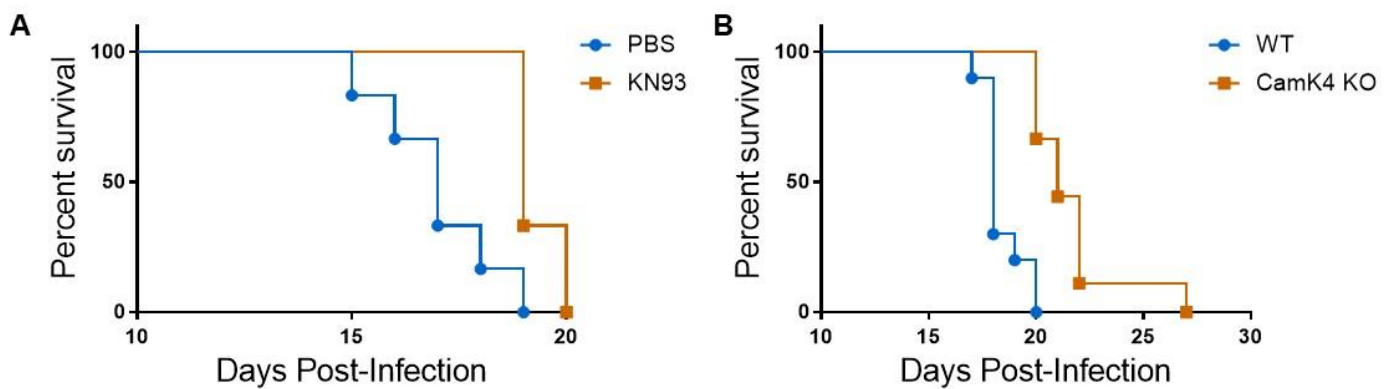 A
PBS
KN93
Percent survival
100
50
0
10
15
20
Days Post-Infection
B
WT
CamK4 KO
Percent survival
100
50
0
10
15
20
25
30
Days Post-Infection